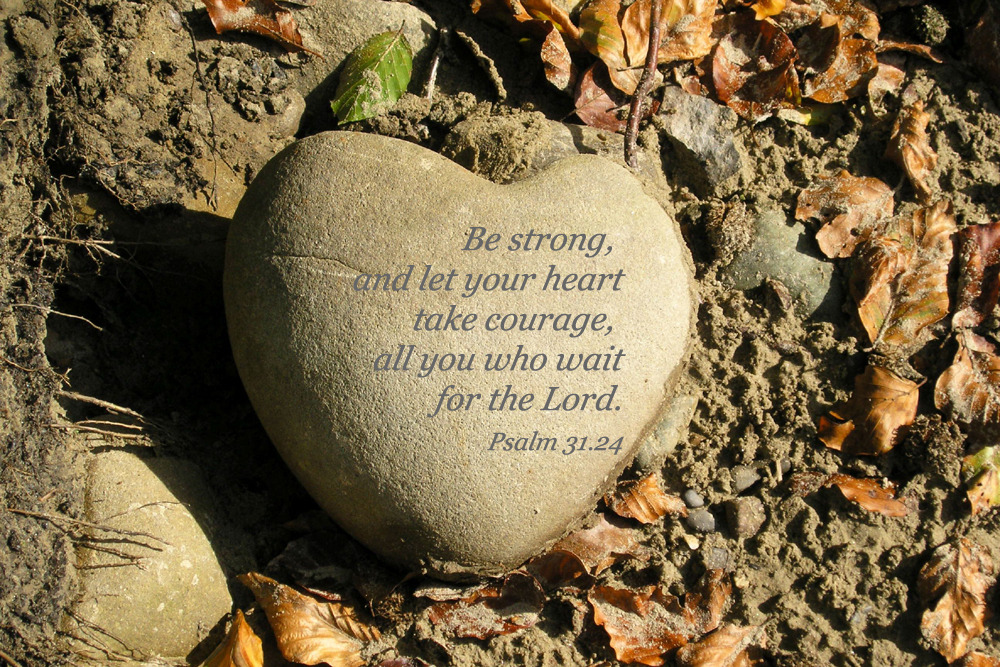 Be strong,
and let your heart
take courage,
all you who wait
for the Lord.
Psalm 31.24